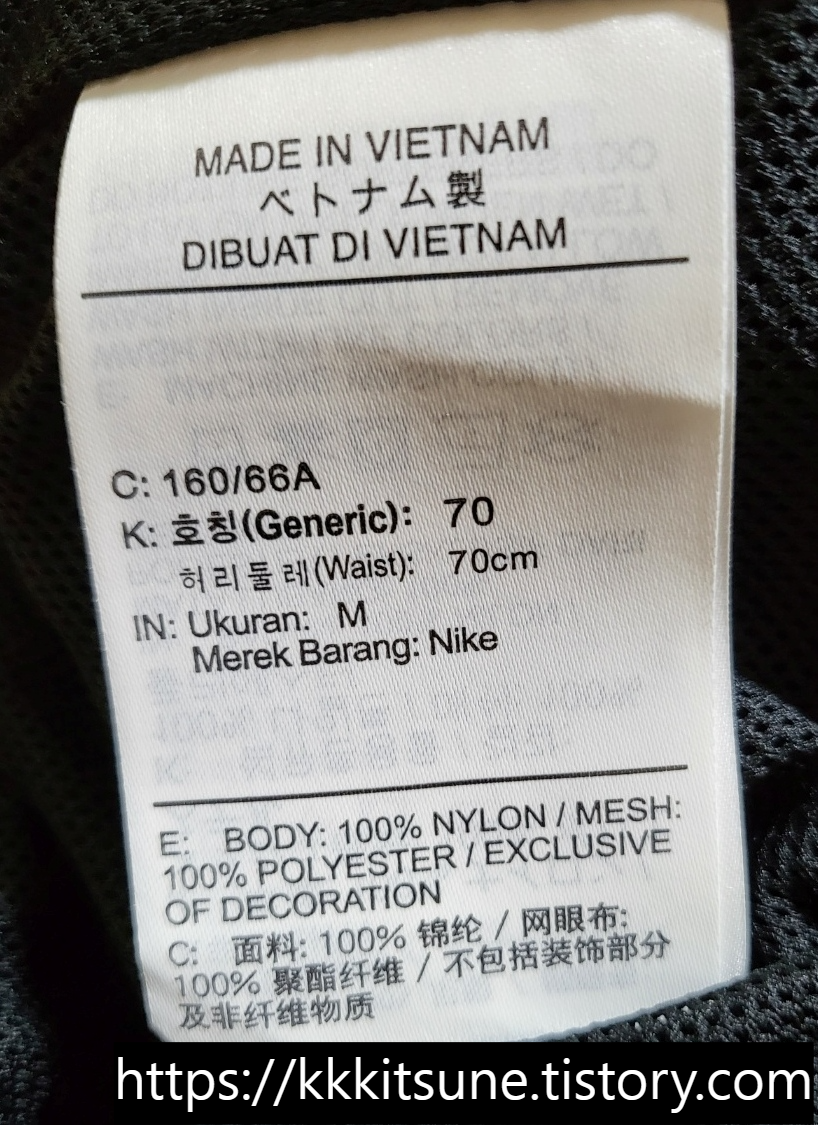 MADE IN VIETNAM
ベトナム製
DIBUAT DI VIETNAM
C: 160/66A
K: 호칭(Generic): 70
허리둘레(Waist): 70cm
IN: Ukuran: M
Merek Barang: Nike
E: BODY: 100% NYLON / MESH:
100% POLYESTER / EXCLUSIVE
OF DECORATION
C: 面料: 100% 锦纶 / 网眼布:
100% 聚酯纤维 / 不包括装饰部分
及非纤维物质
https://kkkitsune.tistory.com